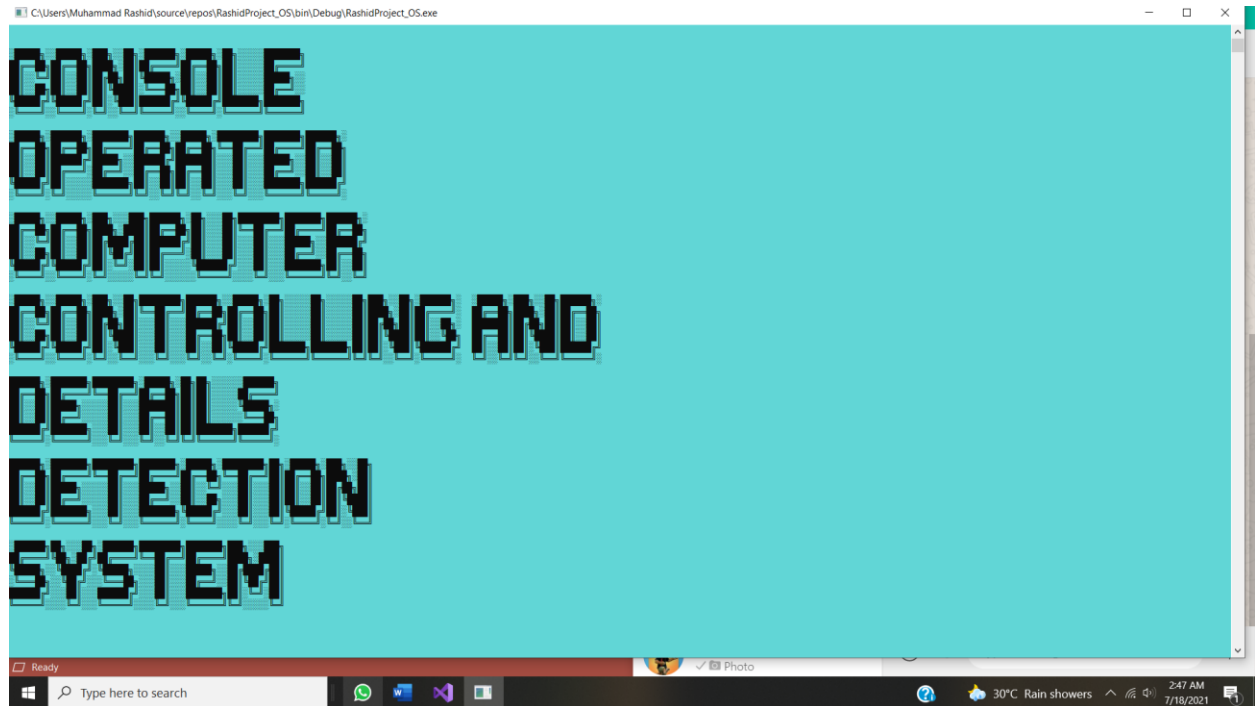 C:\Users\Muhammad Rashid\source\repos\RashidProject_OS\bin\Debug\RashidProject_OS.exe
CONSOLE
OPERATED
COMPUTER
CONTROLLING AND
DETAILS
DETECTION
SYSTEM
Ready
Photo
Type here to search
30°C Rain showers
2:47 AM
7/18/2021
1